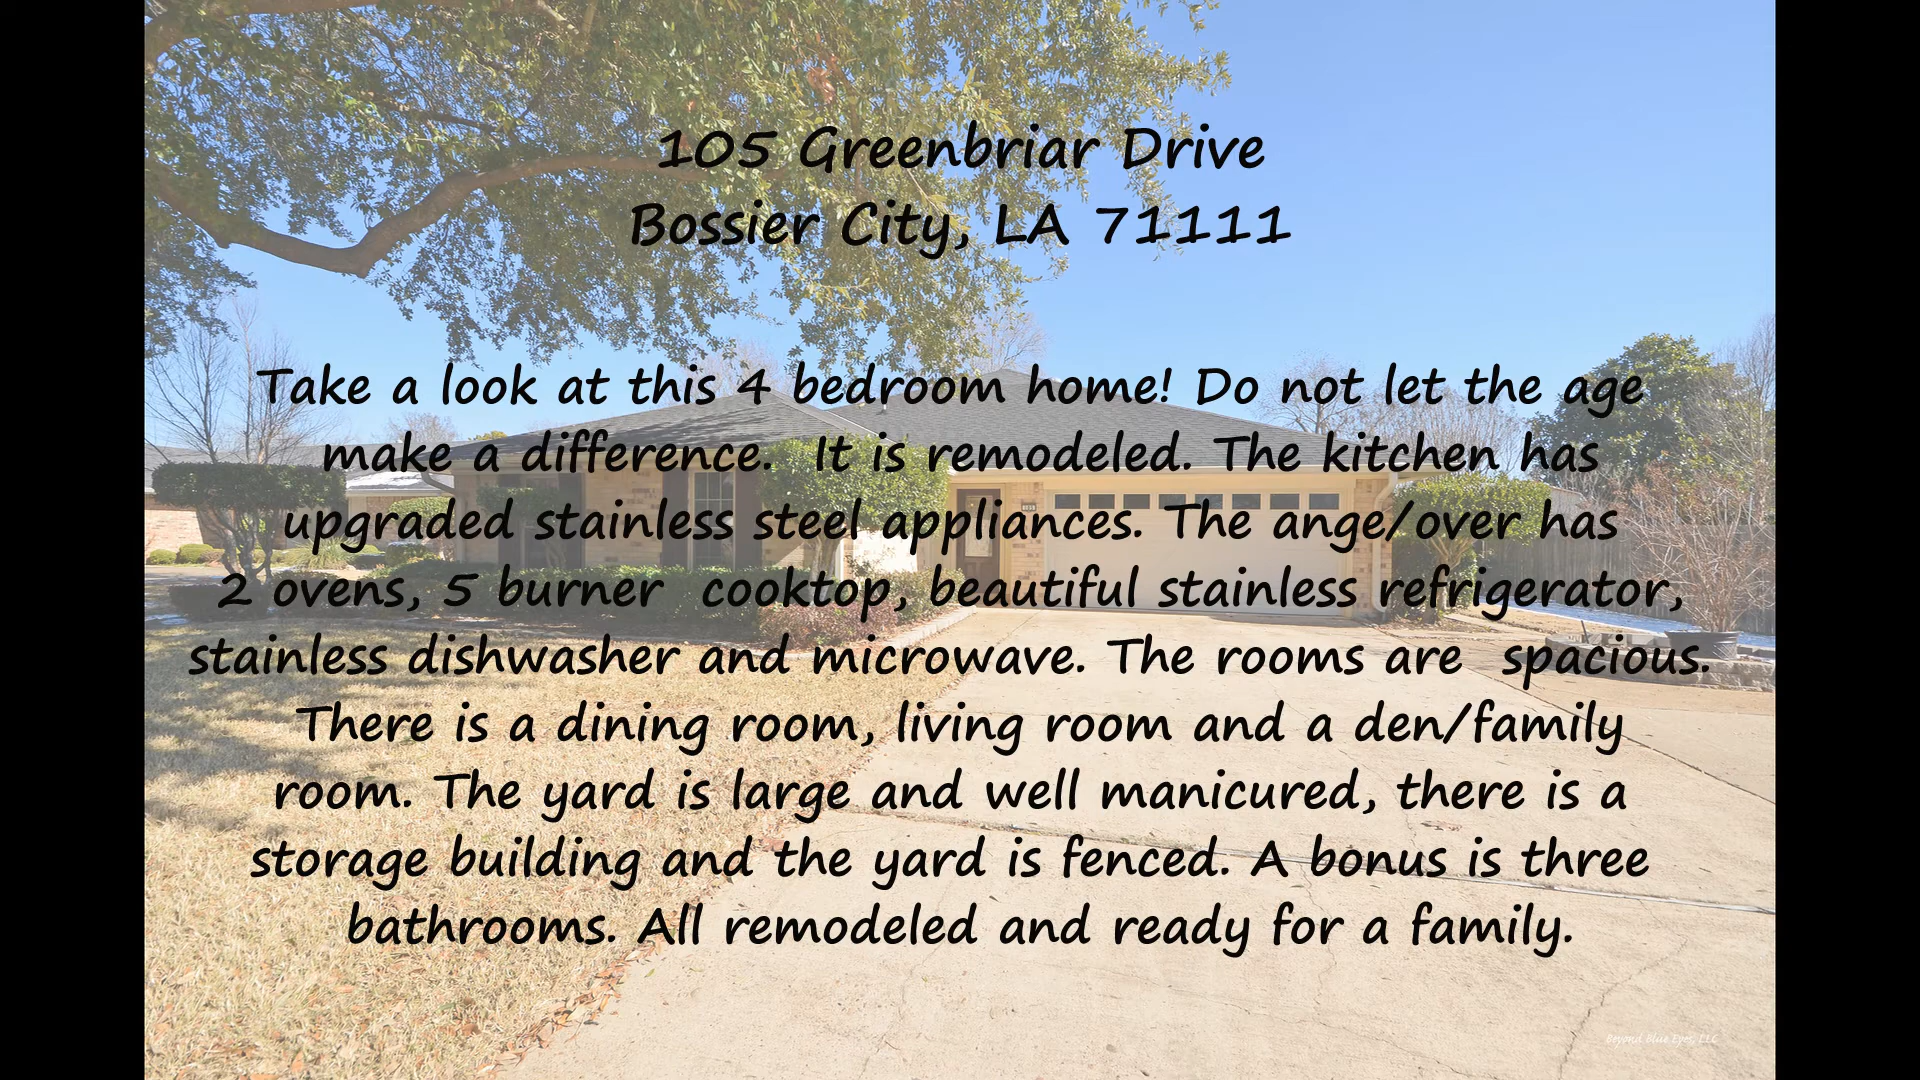 105 Greenbriar Drive
Bossier City, LA 71111
Take a look at this 4 bedroom home! Do not let the age
make a difference.  It is remodeled. The kitchen has
upgraded stainless steel appliances. The ange/over has
2 ovens, 5 burner  cooktop, beautiful stainless refrigerator,
stainless dishwasher and microwave. The rooms are  spacious.
There is a dining room, living room and a den/family
room. The yard is large and well manicured, there is a
storage building and the yard is fenced. A bonus is three
bathrooms. All remodeled and ready for a family.
Beyond Blue Eyes, LLC